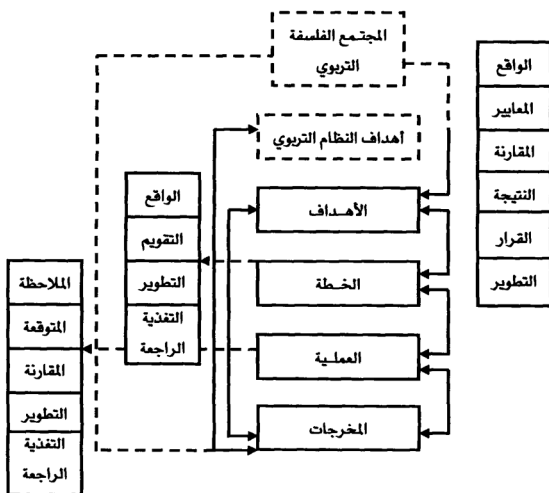 المجتمع الفلسفة
التربوي
أهداف النظام التربوي
الأهداف
الخطة
العملية
المخرجات
الواقع
المعايير
المقارنة
النتيجة
القرار
التطوير
الواقع
التقويم
التطوير
التغذية
الراجعة
الملاحظة
المتوقعة
المقارنة
التطوير
التغذية
الراجعة